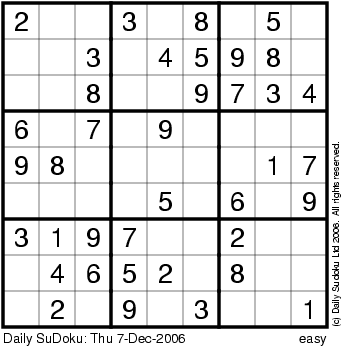 2 3 8 5
3 4 5 9 8
8 9 7 3 4
6 7 9
9 8 1 7
5 6 9
3 1 9 7 2
4 6 5 2 8
2 9 3 1
Daily SuDoku: Thu 7-Dec-2006 easy
(c) Daily Sudoku Ltd 2006. All rights reserved.